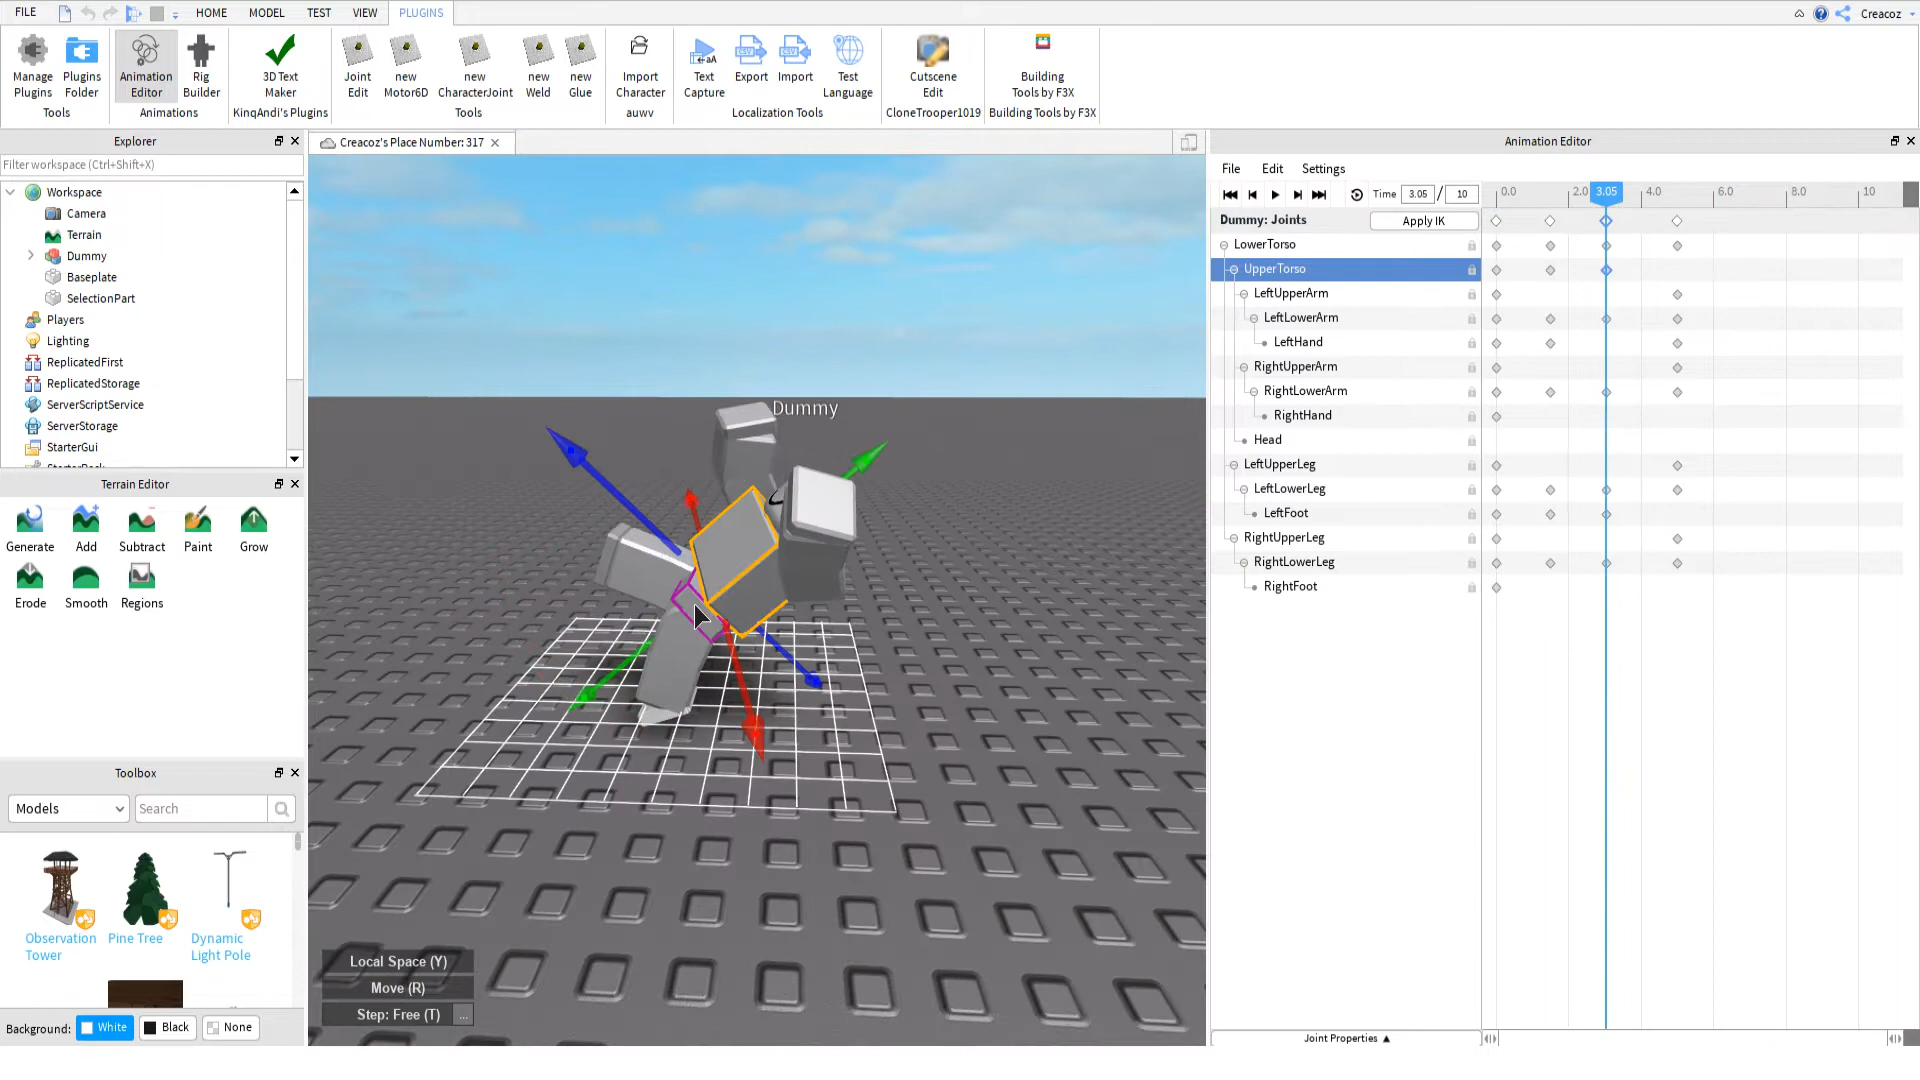 FILE HOME MODEL TEST VIEW PLUGINS Creacoz
Manage Plugins
Plugins Folder
Animation Editor
Rig Builder
3D Text Maker
Joint Edit
new Motor6D
new CharacterJoint
new Weld
new Glue
Import Character
Text Capture
Export
Import
Test Language
Cutscene Edit
Building Tools by F3X
Tools Animations KinqAndi's Plugins Tools auwv Localization Tools CloneTrooper1019 Building Tools by F3X
Explorer
Filter workspace (Ctrl+Shift+X)
Workspace
Camera
Terrain
Dummy
Baseplate
SelectionPart
Players
Lighting
ReplicatedFirst
ReplicatedStorage
ServerScriptService
ServerStorage
StarterGui
StarterPack
Terrain Editor
Generate Add Subtract Paint Grow
Erode Smooth Regions
Toolbox
Models Search
Observation Tower
Pine Tree
Dynamic Light Pole
Background: White Black None
Creacoz's Place Number: 317
Dummy
Local Space (Y)
Move (R)
Step: Free (T) ...
Animation Editor
File Edit Settings
Time 3.05 / 10 0.0 2.0 3.05 4.0 6.0 8.0 10
Dummy: Joints Apply IK
LowerTorso
UpperTorso
LeftUpperArm
LeftLowerArm
LeftHand
RightUpperArm
RightLowerArm
RightHand
Head
LeftUpperLeg
LeftLowerLeg
LeftFoot
RightUpperLeg
RightLowerLeg
RightFoot
Joint Properties ▲